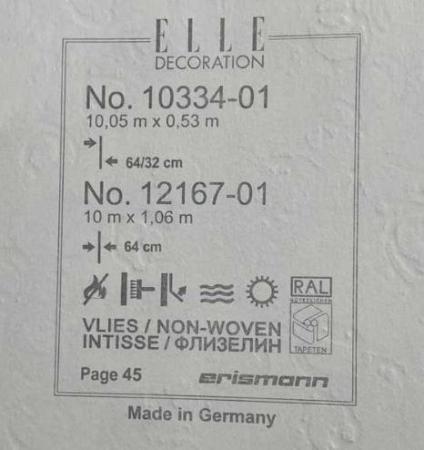 ELLE
DECORATION
No. 10334-01
10,05 m x 0,53 m
64/32 cm
No. 12167-01
10 m x 1,06 m
64 cm
RAL
GÜTEZEICHEN
TAPETEN
VLIES / NON-WOVEN
INTISSE / ФЛИЗЕЛИН
Page 45
erismann
Made in Germany